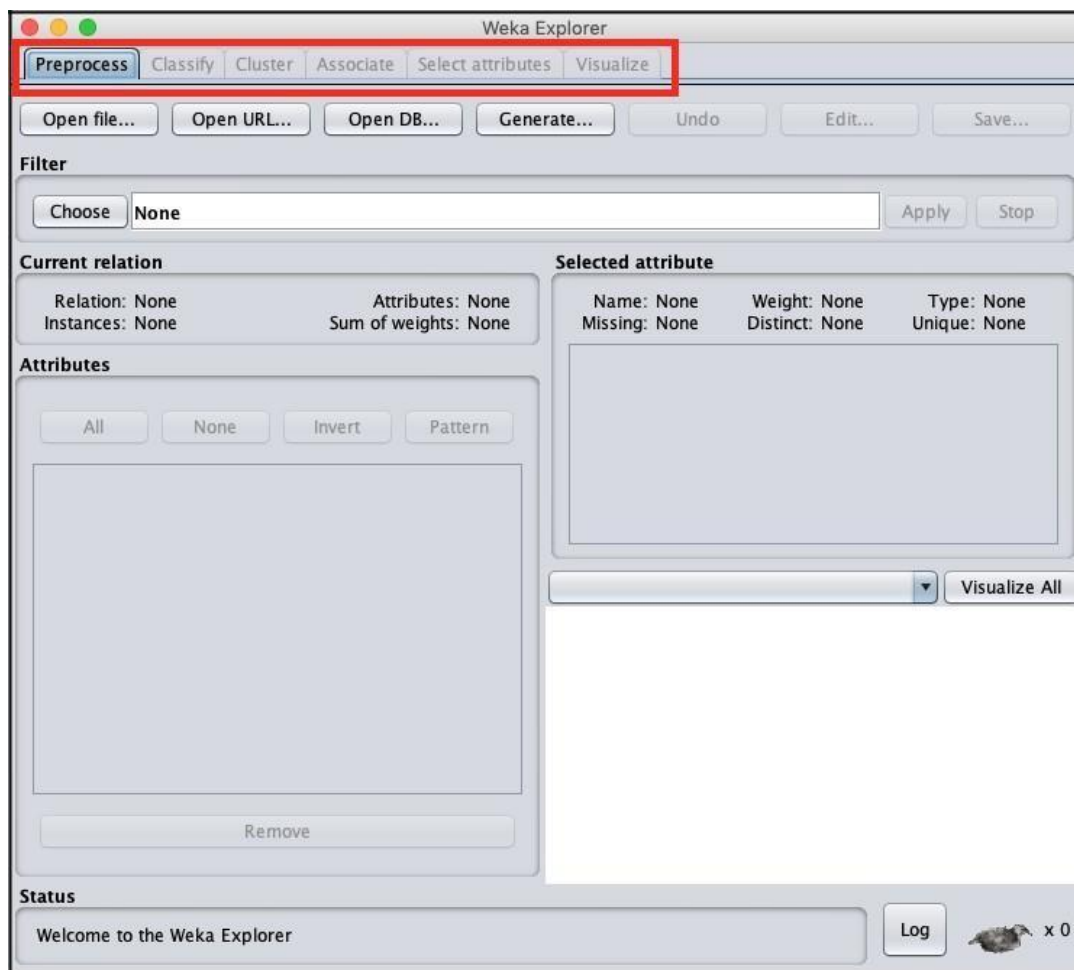 Weka Explorer
Preprocess Classify Cluster Associate Select attributes Visualize
Open file... Open URL... Open DB... Generate... Undo Edit... Save...
Filter
Choose None Apply Stop
Current relation
Relation: None Attributes: None
Instances: None Sum of weights: None
Attributes
All None Invert Pattern
Remove
Selected attribute
Name: None Weight: None Type: None
Missing: None Distinct: None Unique: None
Visualize All
Status
Welcome to the Weka Explorer
Log x 0